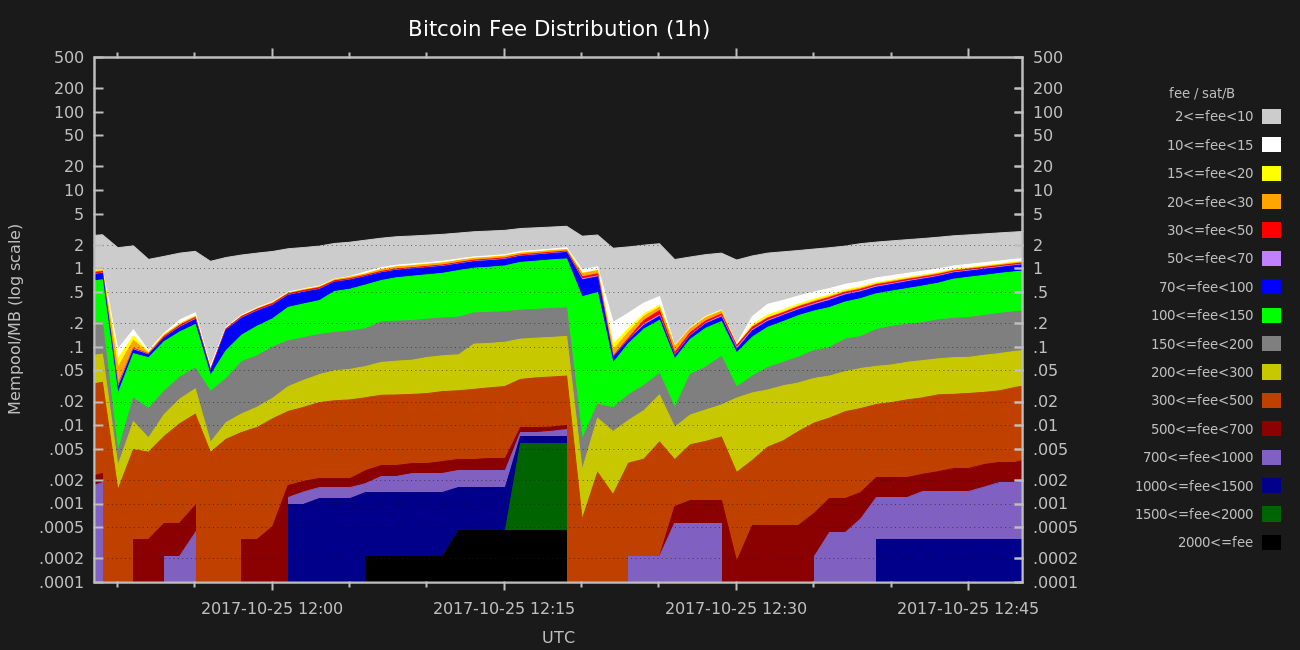 Bitcoin Fee Distribution (1h)
500 500
200 200
100 100
50 50
20 20
10 10
5 5
2 2
1 1
.5 .5
.2 .2
.1 .1
.05 .05
.02 .02
.01 .01
.005 .005
.002 .002
.001 .001
.0005 .0005
.0002 .0002
.0001 .0001
Mempool/MB (log scale)
2017-10-25 12:00 2017-10-25 12:15 2017-10-25 12:30 2017-10-25 12:45
UTC
fee / sat/B
2<=fee<10
10<=fee<15
15<=fee<20
20<=fee<30
30<=fee<50
50<=fee<70
70<=fee<100
100<=fee<150
150<=fee<200
200<=fee<300
300<=fee<500
500<=fee<700
700<=fee<1000
1000<=fee<1500
1500<=fee<2000
2000<=fee